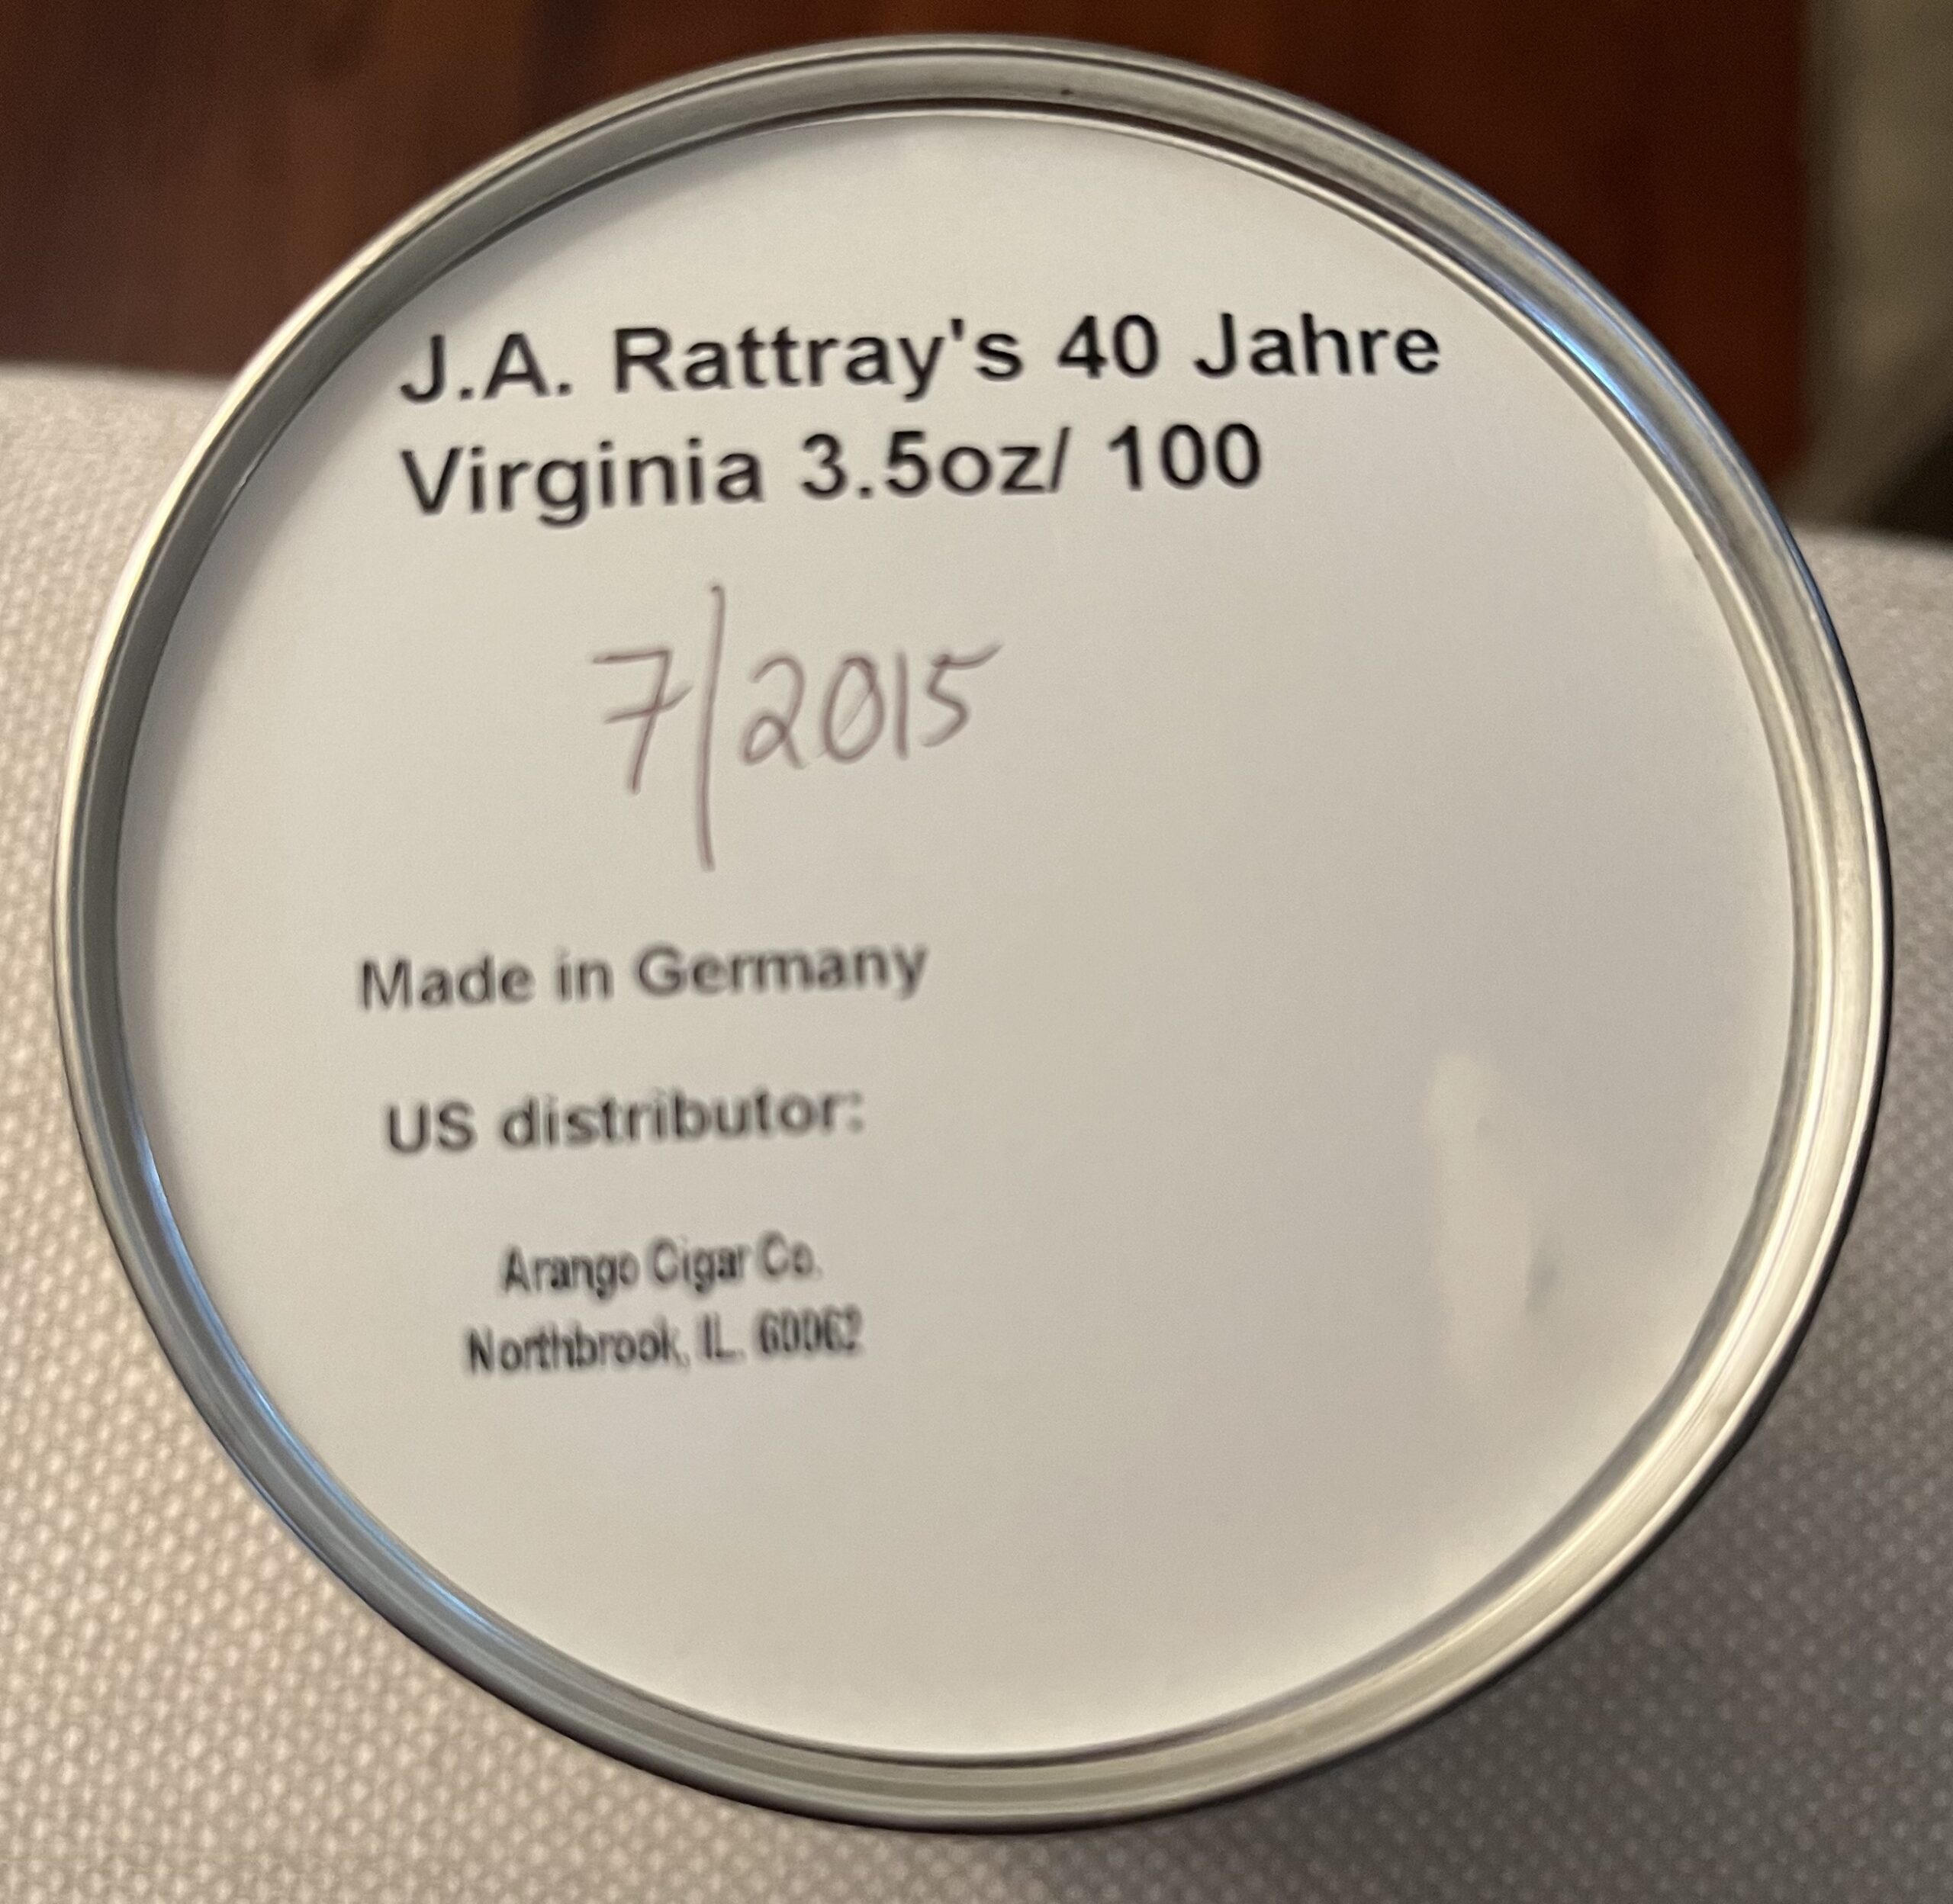 J.A. Rattray's 40 Jahre
Virginia 3.5oz/ 100
7/2015
Made in Germany
US distributor:
Arango Cigar Co.
Northbrook, IL. 60062